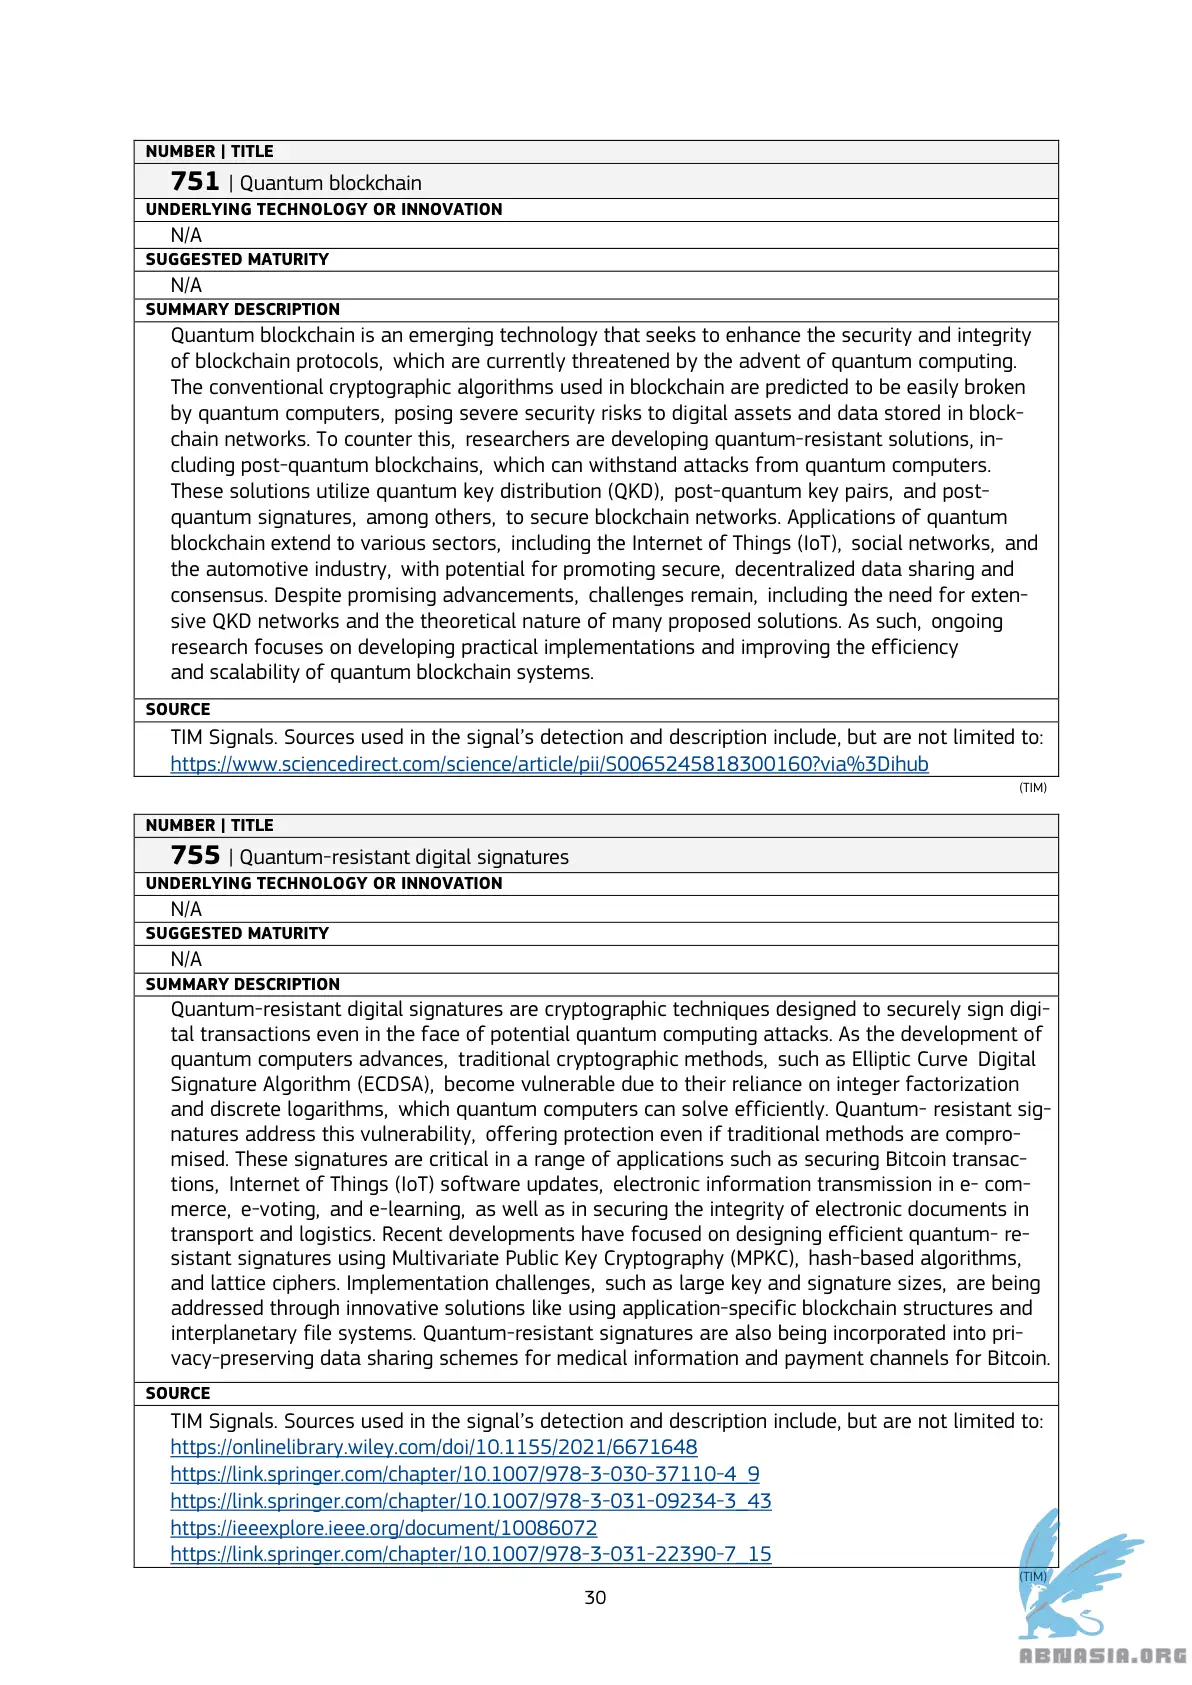 NUMBER | TITLE
751 | Quantum blockchain
UNDERLYING TECHNOLOGY OR INNOVATION
N/A
SUGGESTED MATURITY
N/A
SUMMARY DESCRIPTION
Quantum blockchain is an emerging technology that seeks to enhance the security and integrity
of blockchain protocols, which are currently threatened by the advent of quantum computing.
The conventional cryptographic algorithms used in blockchain are predicted to be easily broken
by quantum computers, posing severe security risks to digital assets and data stored in block-
chain networks. To counter this, researchers are developing quantum-resistant solutions, in-
cluding post-quantum blockchains, which can withstand attacks from quantum computers.
These solutions utilize quantum key distribution (QKD), post-quantum key pairs, and post-
quantum signatures, among others, to secure blockchain networks. Applications of quantum
blockchain extend to various sectors, including the Internet of Things (IoT), social networks, and
the automotive industry, with potential for promoting secure, decentralized data sharing and
consensus. Despite promising advancements, challenges remain, including the need for exten-
sive QKD networks and the theoretical nature of many proposed solutions. As such, ongoing
research focuses on developing practical implementations and improving the efficiency
and scalability of quantum blockchain systems.
SOURCE
TIM Signals. Sources used in the signal's detection and description include, but are not limited to:
https://www.sciencedirect.com/science/article/pii/S0065245818300160?via%3Dihub
(TIM)
NUMBER | TITLE
755 | Quantum-resistant digital signatures
UNDERLYING TECHNOLOGY OR INNOVATION
N/A
SUGGESTED MATURITY
N/A
SUMMARY DESCRIPTION
Quantum-resistant digital signatures are cryptographic techniques designed to securely sign digi-
tal transactions even in the face of potential quantum computing attacks. As the development of
quantum computers advances, traditional cryptographic methods, such as Elliptic Curve Digital
Signature Algorithm (ECDSA), become vulnerable due to their reliance on integer factorization
and discrete logarithms, which quantum computers can solve efficiently. Quantum- resistant sig-
natures address this vulnerability, offering protection even if traditional methods are compro-
mised. These signatures are critical in a range of applications such as securing Bitcoin transac-
tions, Internet of Things (IoT) software updates, electronic information transmission in e- com-
merce, e-voting, and e-learning, as well as in securing the integrity of electronic documents in
transport and logistics. Recent developments have focused on designing efficient quantum- re-
sistant signatures using Multivariate Public Key Cryptography (MPKC), hash-based algorithms,
and lattice ciphers. Implementation challenges, such as large key and signature sizes, are being
addressed through innovative solutions like using application-specific blockchain structures and
interplanetary file systems. Quantum-resistant signatures are also being incorporated into pri-
vacy-preserving data sharing schemes for medical information and payment channels for Bitcoin.
SOURCE
TIM Signals. Sources used in the signal's detection and description include, but are not limited to:
https://onlinelibrary.wiley.com/doi/10.1155/2021/6671648
https://link.springer.com/chapter/10.1007/978-3-030-37110-4_9
https://link.springer.com/chapter/10.1007/978-3-031-09234-3_43
https://ieeexplore.ieee.org/document/10086072
https://link.springer.com/chapter/10.1007/978-3-031-22390-7_15
(TIM)
30
ABNASIA.ORG